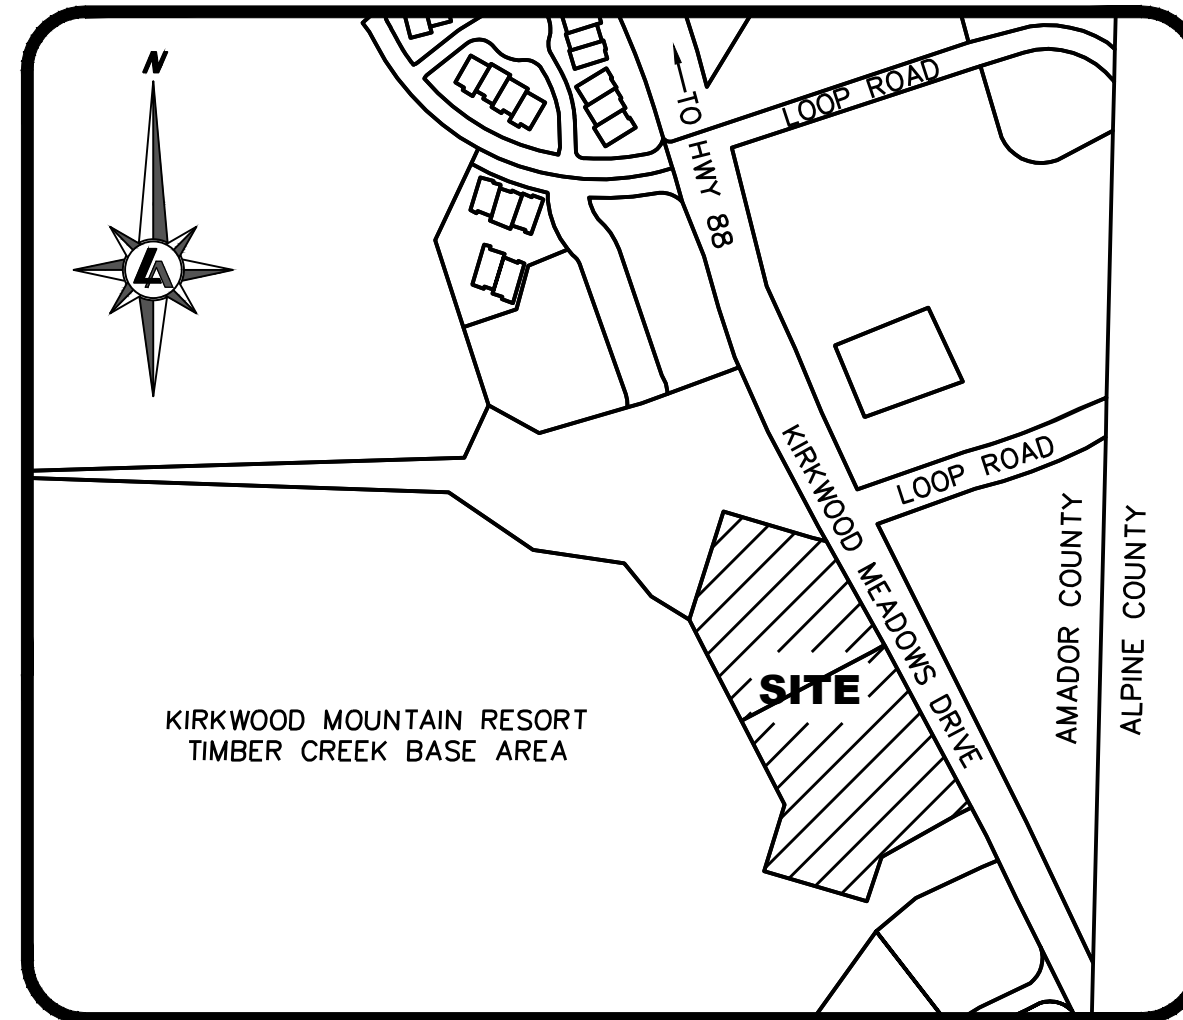 N
LOOP ROAD
TO HWY 88
LA
KIRKWOOD MEADOWS DRIVE
LOOP ROAD
AMADOR COUNTY
ALPINE COUNTY
SITE
KIRKWOOD MOUNTAIN RESORT
TIMBER CREEK BASE AREA